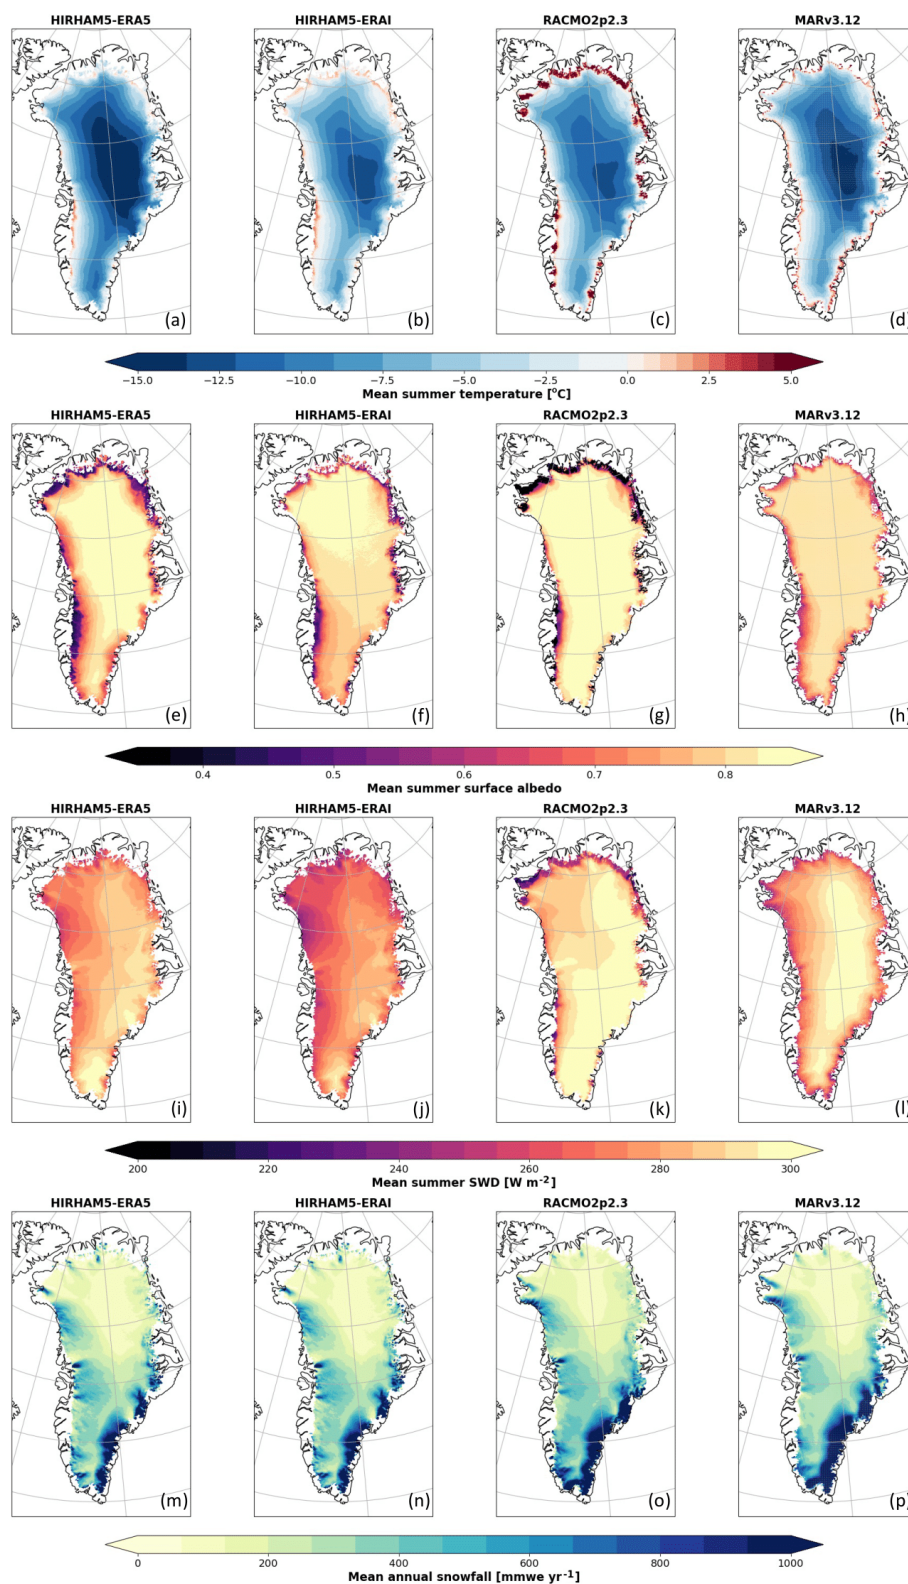 HIRHAM5-ERA5 HIRHAM5-ERAI RACMO2p2.3 MARv3.12
(a) (b) (c) (d)
−15.0 −12.5 −10.0 −7.5 −5.0 −2.5 0.0 2.5 5.0
Mean summer temperature [°C]
HIRHAM5-ERA5 HIRHAM5-ERAI RACMO2p2.3 MARv3.12
(e) (f) (g) (h)
0.4 0.5 0.6 0.7 0.8
Mean summer surface albedo
HIRHAM5-ERA5 HIRHAM5-ERAI RACMO2p2.3 MARv3.12
(i) (j) (k) (l)
200 220 240 260 280 300
Mean summer SWD [W m⁻²]
HIRHAM5-ERA5 HIRHAM5-ERAI RACMO2p2.3 MARv3.12
(m) (n) (o) (p)
0 200 400 600 800 1000
Mean annual snowfall [mmwe yr⁻¹]